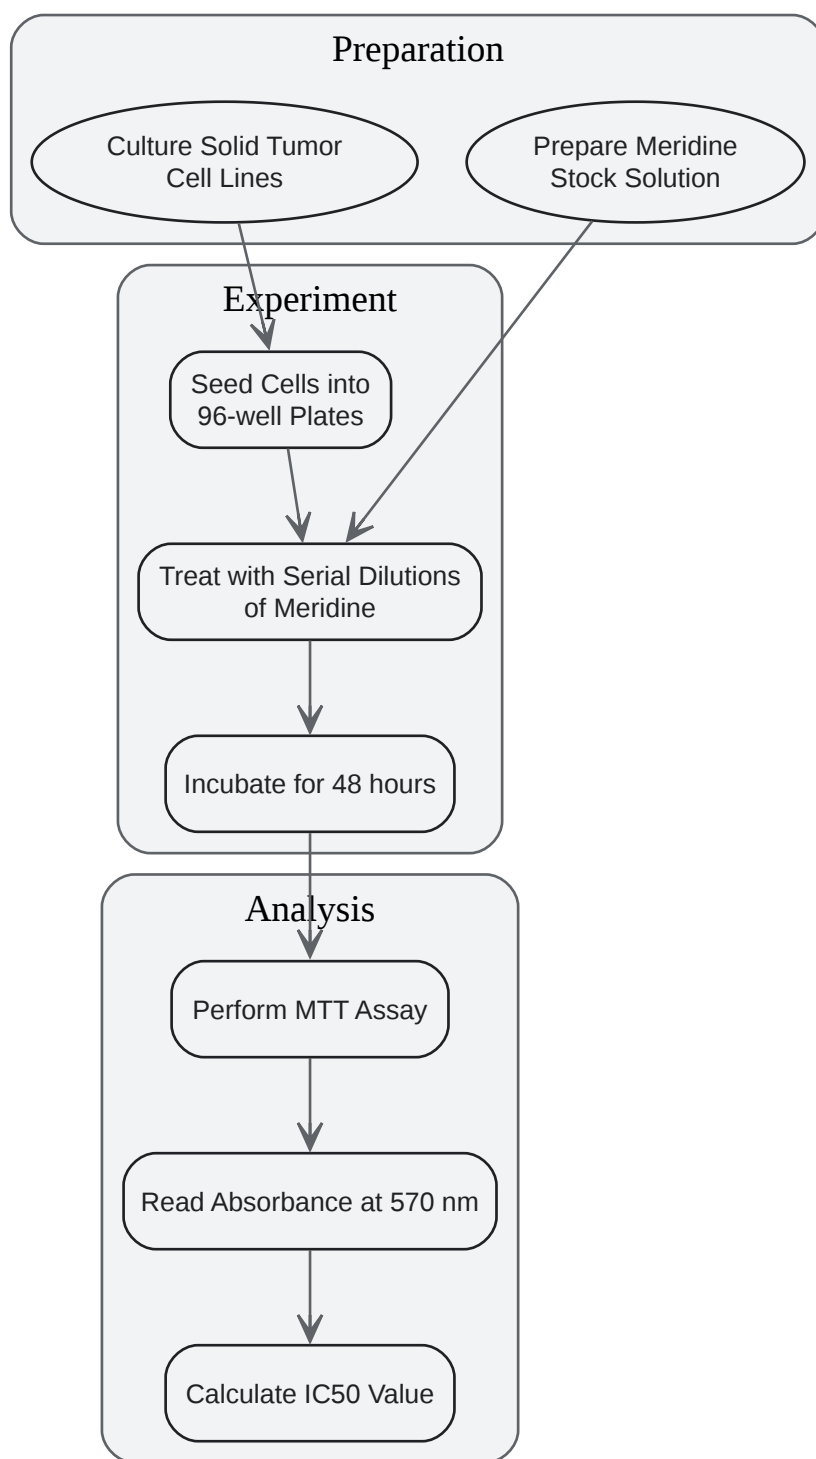 Preparation
Culture Solid Tumor
Cell Lines
Prepare Meridine
Stock Solution
Experiment
Seed Cells into
96-well Plates
Treat with Serial Dilutions
of Meridine
Incubate for 48 hours
Analysis
Perform MTT Assay
Read Absorbance at 570 nm
Calculate IC50 Value